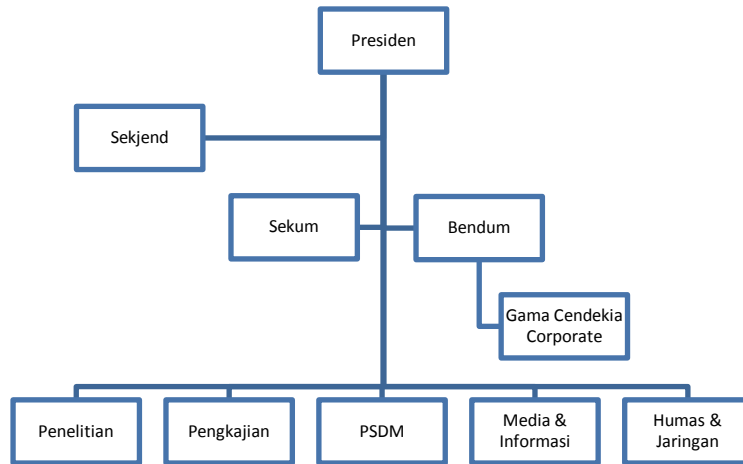 Presiden
Sekjend
Sekum
Bendum
Gama Cendekia
Corporate
Penelitian
Pengkajian
PSDM
Media &
Informasi
Humas &
Jaringan